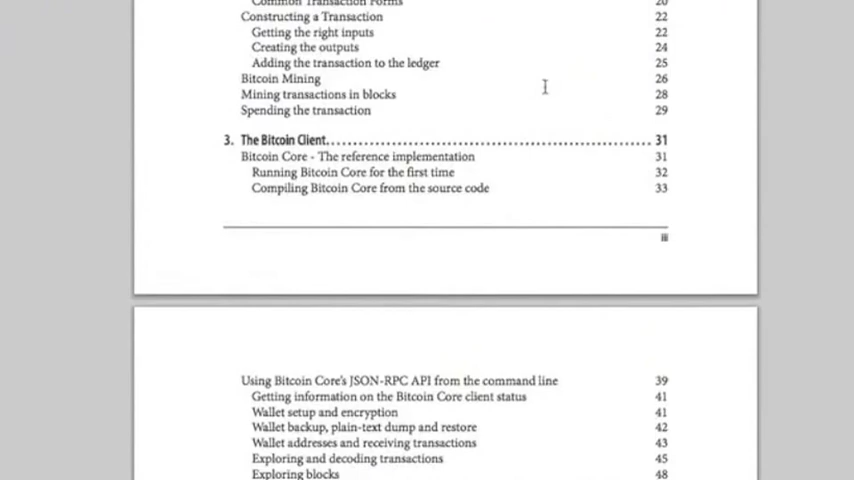 Common Transaction Forms 20
Constructing a Transaction 22
Getting the right inputs 22
Creating the outputs 24
Adding the transaction to the ledger 25
Bitcoin Mining 26
Mining transactions in blocks 28
Spending the transaction 29
3. The Bitcoin Client. . . . . . . . . . . . . . . . . . . . . . . . . . . . . . . . . . . . . . . . . . . . . . . . . . . . . . . . . 31
Bitcoin Core - The reference implementation 31
Running Bitcoin Core for the first time 32
Compiling Bitcoin Core from the source code 33
iii
Using Bitcoin Core's JSON-RPC API from the command line 39
Getting information on the Bitcoin Core client status 41
Wallet setup and encryption 41
Wallet backup, plain-text dump and restore 42
Wallet addresses and receiving transactions 43
Exploring and decoding transactions 45
Exploring blocks 48